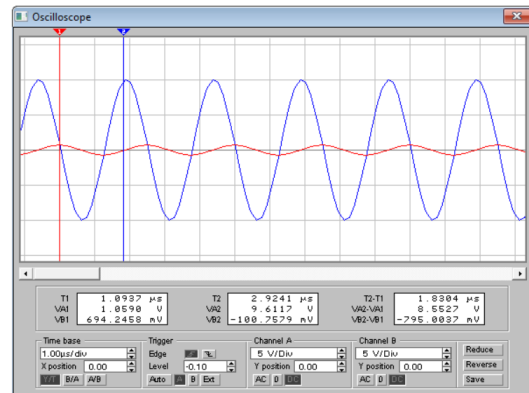 Oscilloscope
1 2
T1 1.0937 µs T2 2.9241 µs T2-T1 1.8304 µs
VA1 1.0590 V VA2 9.6117 V VA2-VA1 8.5527 V
VB1 694.2458 mV VB2 -100.7579 mV VB2-VB1 -795.0037 mV
Time base Trigger Channel A Channel B
1.00µs/div Edge 5 V/Div 5 V/Div Reduce
X position 0.00 Level -0.10 Y position 0.00 Y position 0.00 Reverse
Y/T B/A A/B Auto A B Ext AC 0 DC AC 0 DC Save